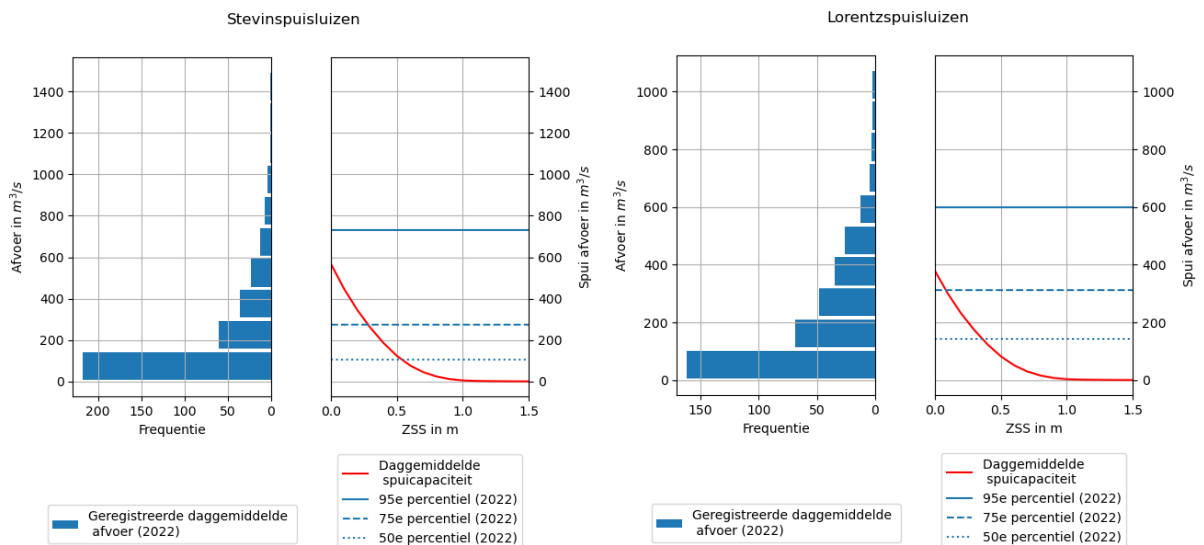 Stevinspuisluizen
Afvoer in m³/s
1400
1200
1000
800
600
400
200
0
200 150 100 50 0
Frequentie
Geregistreerde daggemiddelde
afvoer (2022)
1400
1200
1000
800
600
400
200
0
Spui afvoer in m³/s
0.0 0.5 1.0 1.5
ZSS in m
Daggemiddelde
spuicapaciteit
95e percentiel (2022)
75e percentiel (2022)
50e percentiel (2022)
Lorentzspuisluizen
Afvoer in m³/s
1000
800
600
400
200
0
150 100 50 0
Frequentie
Geregistreerde daggemiddelde
afvoer (2022)
1000
800
600
400
200
0
Spui afvoer in m³/s
0.0 0.5 1.0 1.5
ZSS in m
Daggemiddelde
spuicapaciteit
95e percentiel (2022)
75e percentiel (2022)
50e percentiel (2022)